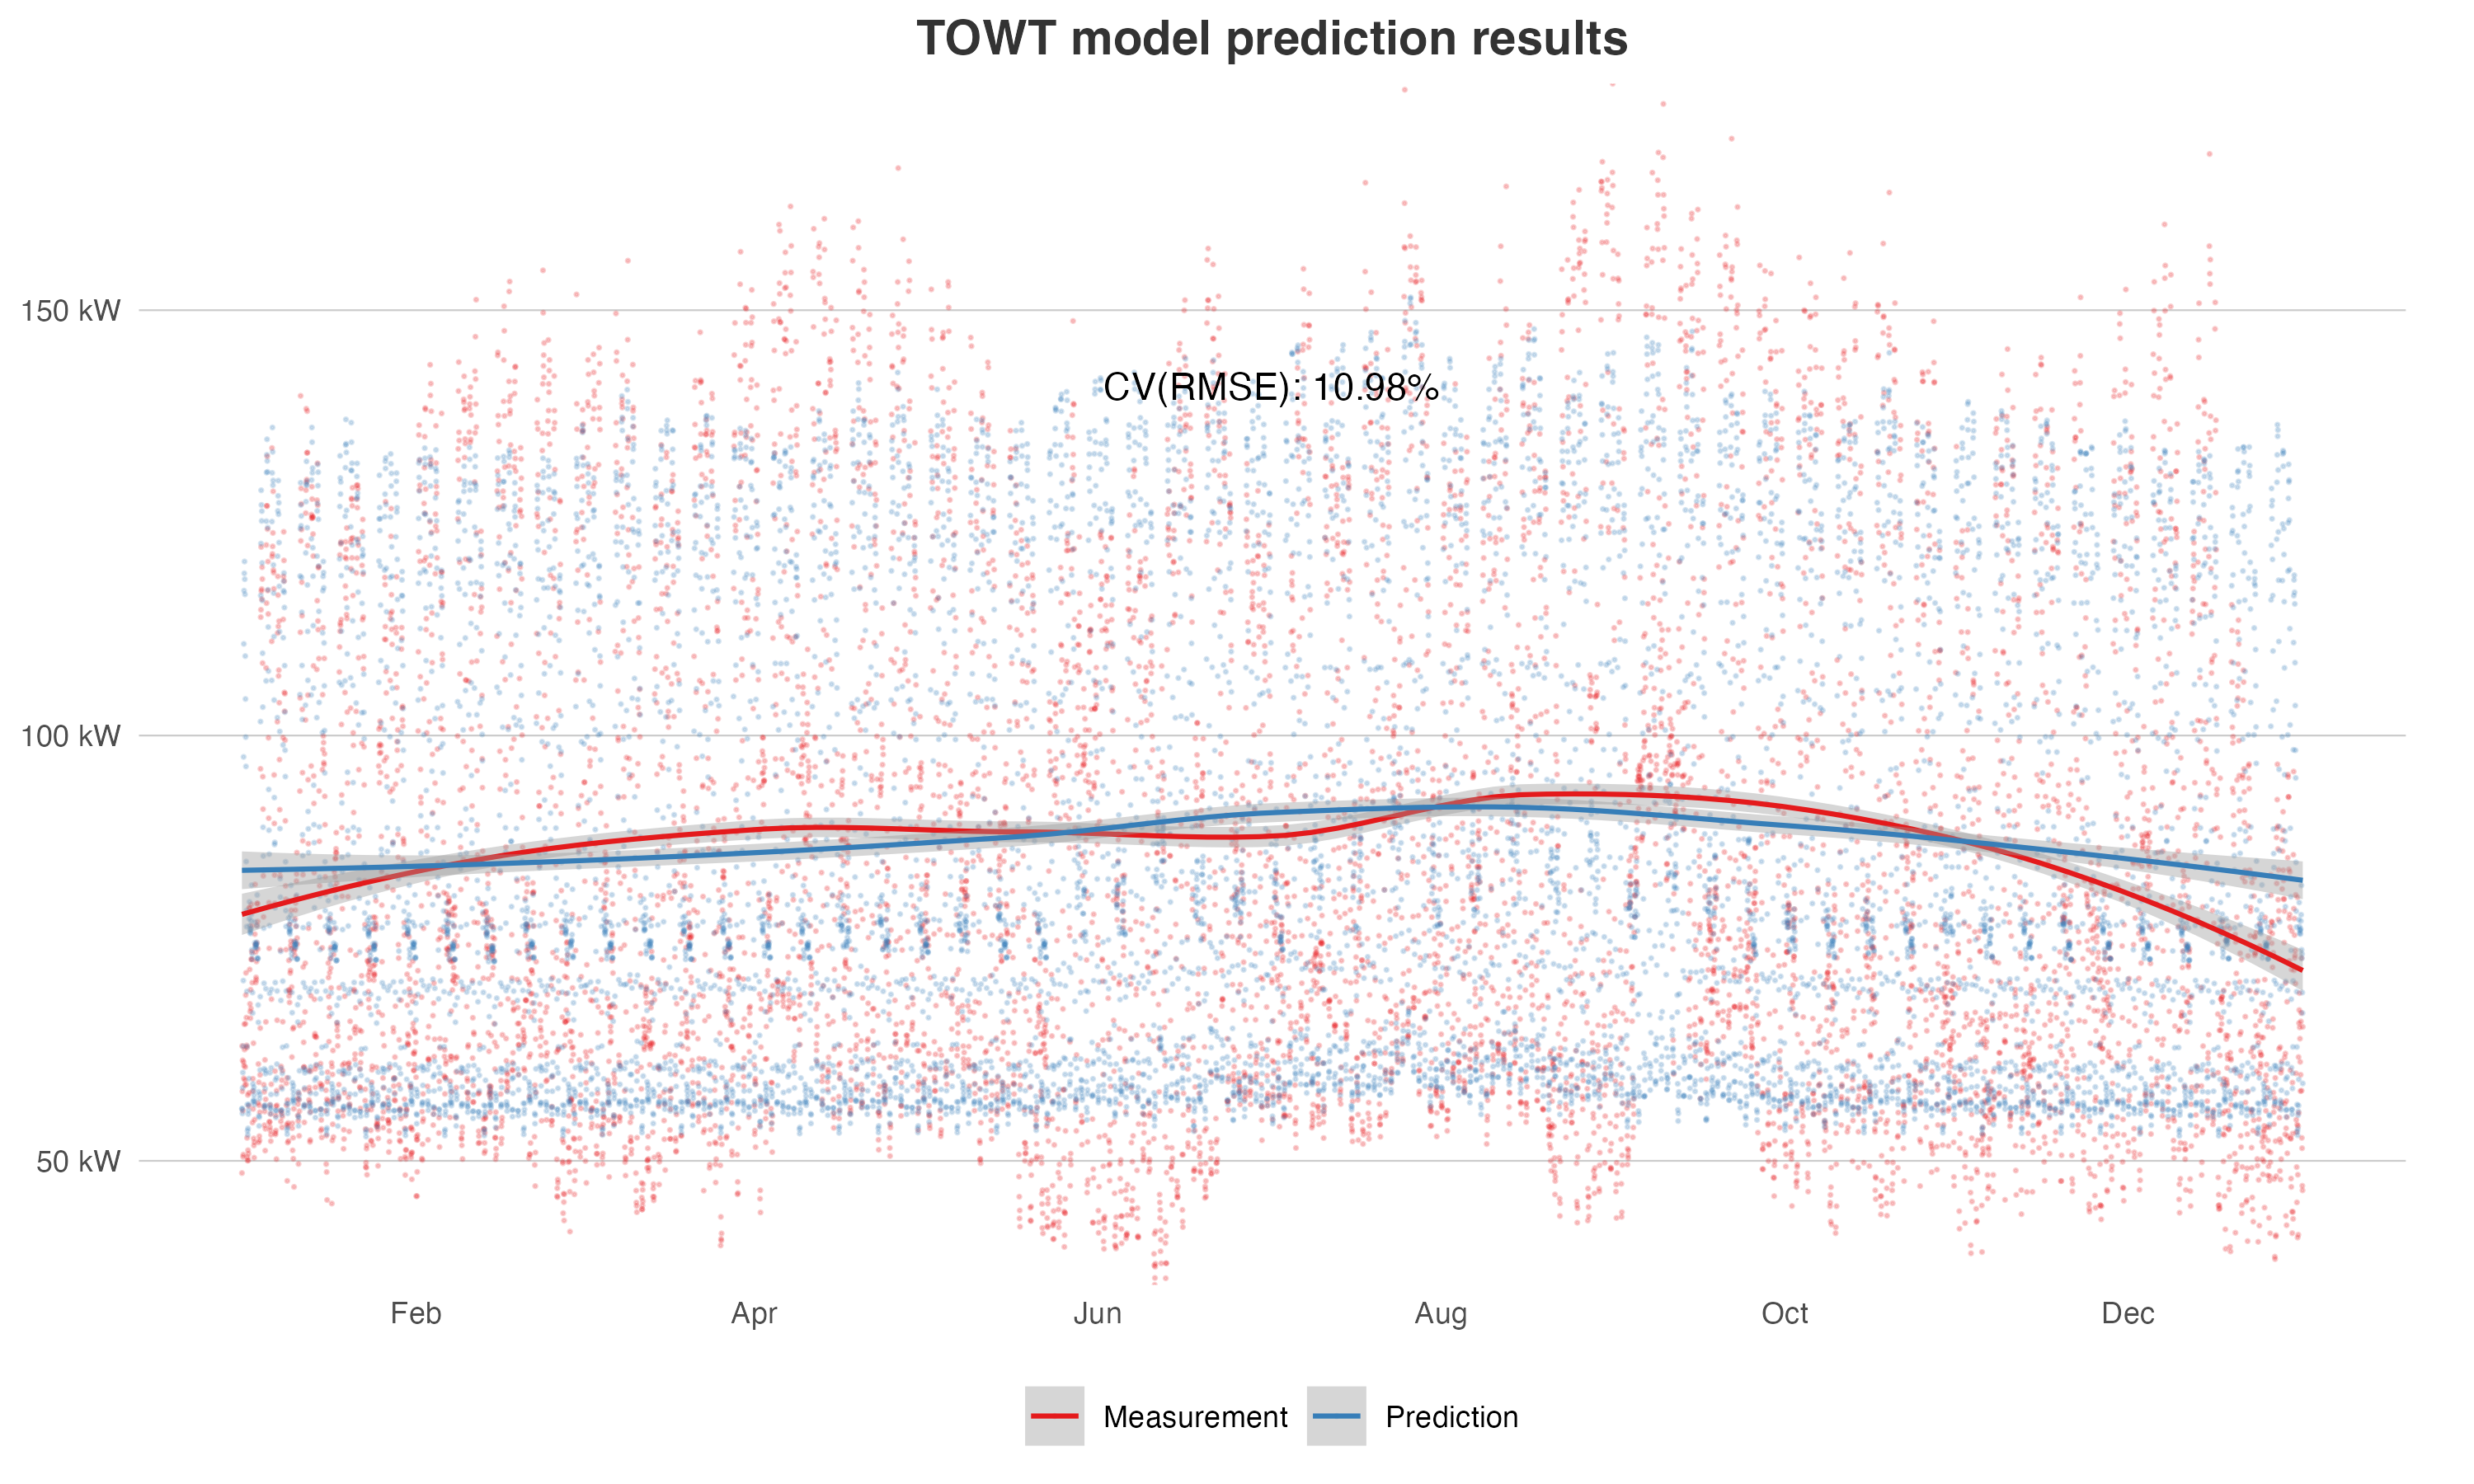 TOWT model prediction results
150 kW
CV(RMSE): 10.98%
100 kW
50 kW
Feb Apr Jun Aug Oct Dec
Measurement Prediction